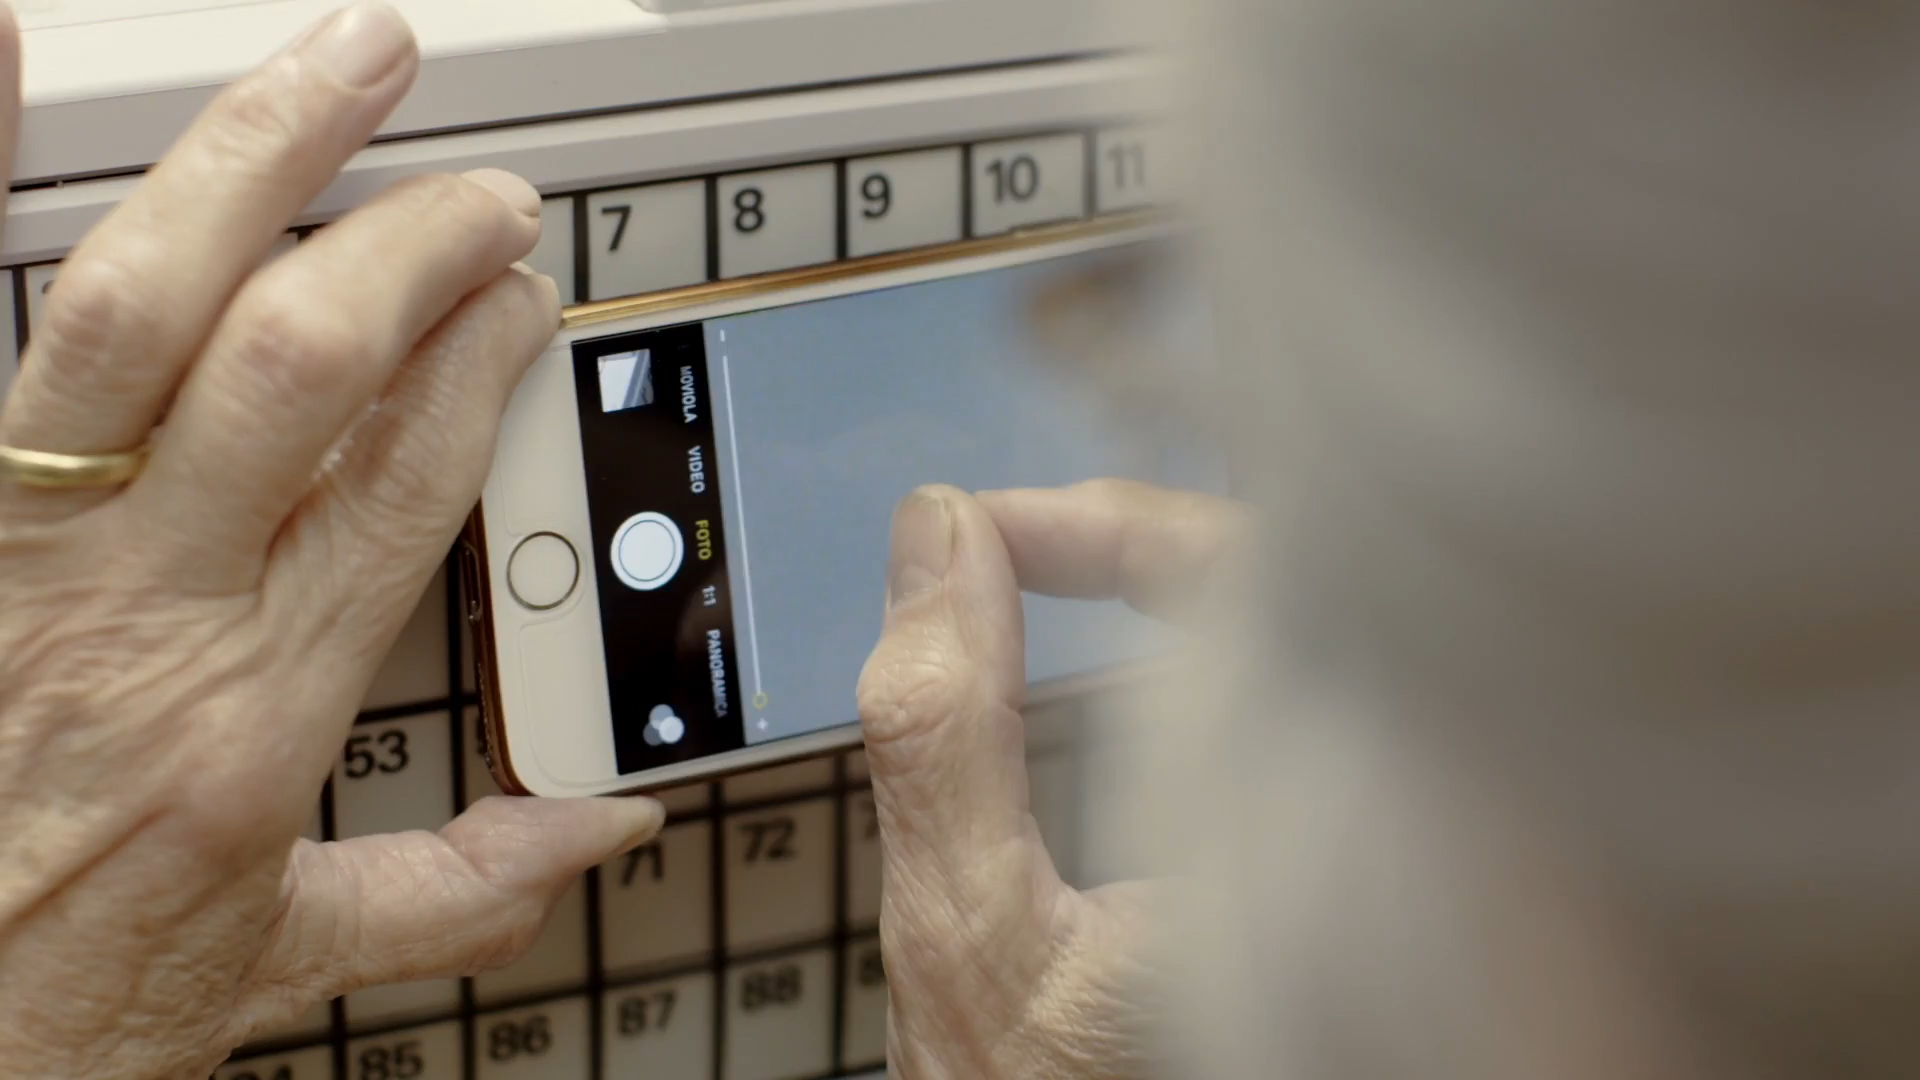 7 8 9 10 11
MOVIOLA
VIDEO
FOTO
1:1
PANORAMICA
53
71 72
85 86 87 88